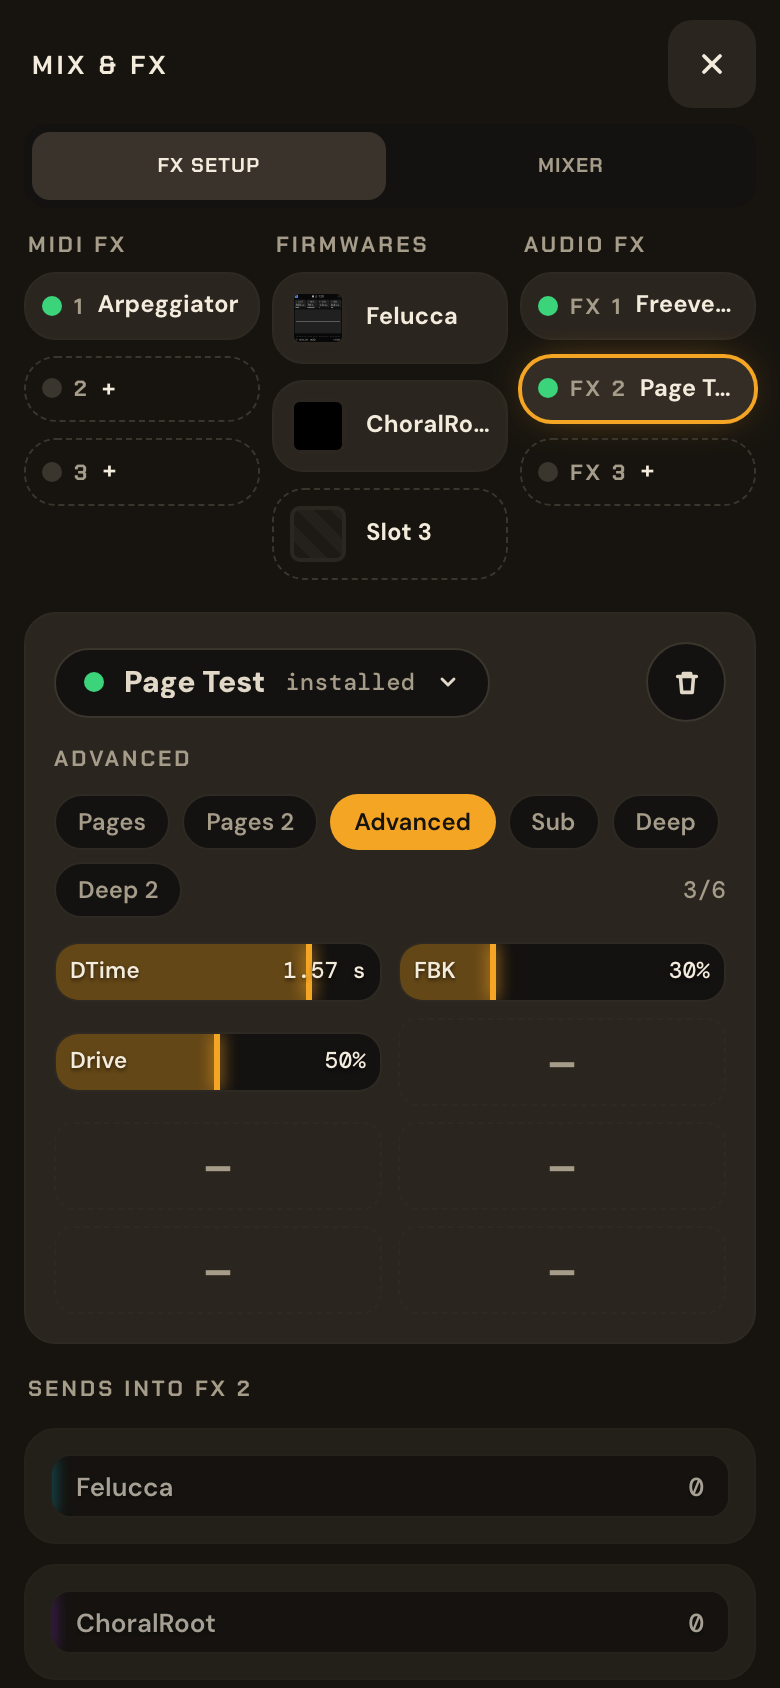 MIX & FX
FX SETUP
MIXER
MIDI FX
FIRMWARES
AUDIO FX
1 Arpeggiator
2 +
3 +
Felucca
ChoralRo...
Slot 3
FX 1 Freeve...
FX 2 Page T...
FX 3 +
Page Test installed
ADVANCED
Pages
Pages 2
Advanced
Sub
Deep
Deep 2
3/6
DTime 1.57 s
FBK 30%
Drive 50%
—
—
—
—
—
SENDS INTO FX 2
Felucca 0
ChoralRoot 0